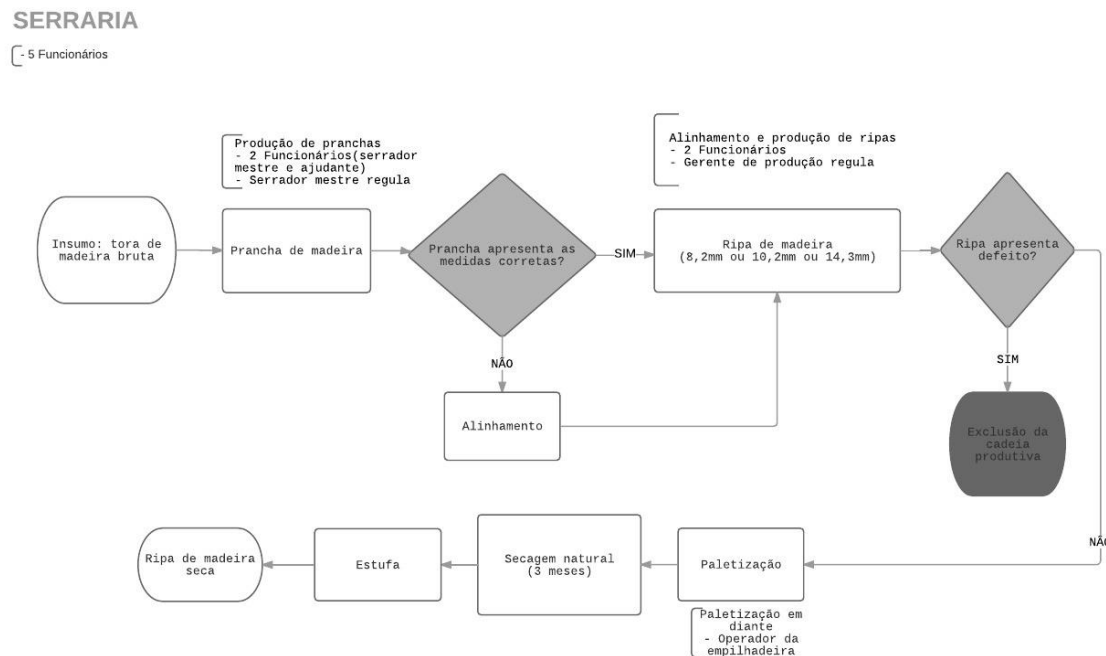 SERRARIA
- 5 Funcionários
Produção de pranchas
- 2 Funcionários(serrador
mestre e ajudante)
- Serrador mestre regula
Alinhamento e produção de ripas
- 2 Funcionários
- Gerente de produção regula
Insumo: tora de
madeira bruta
Prancha de madeira
Prancha apresenta as
medidas corretas?
SIM
Ripa de madeira
(8,2mm ou 10,2mm ou 14,3mm)
Ripa apresenta
defeito?
NÃO
SIM
Alinhamento
Exclusão da
cadeia
produtiva
NÃO
Ripa de madeira
seca
Estufa
Secagem natural
(3 meses)
Paletização
Paletização em
diante
- Operador da
empilhadeira